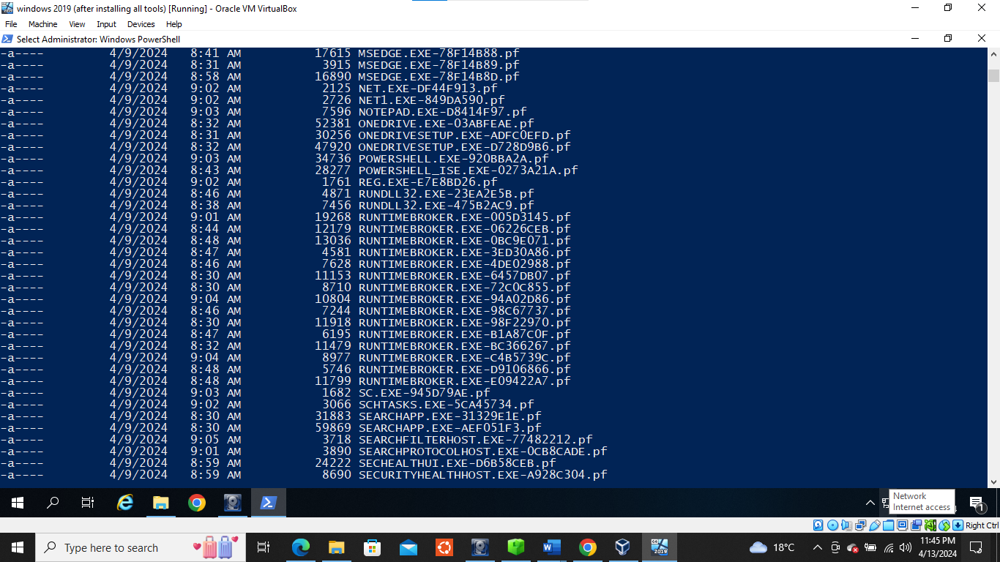 windows 2019 (after installing all tools) [Running] - Oracle VM VirtualBox
File Machine View Input Devices Help
Select Administrator: Windows PowerShell
-a---- 4/9/2024 8:41 AM 17615 MSEDGE.EXE-78F14B88.pf
-a---- 4/9/2024 8:31 AM 3915 MSEDGE.EXE-78F14B89.pf
-a---- 4/9/2024 8:58 AM 16890 MSEDGE.EXE-78F14B8D.pf
-a---- 4/9/2024 9:02 AM 2125 NET.EXE-DF44F913.pf
-a---- 4/9/2024 9:02 AM 2726 NET1.EXE-849DA590.pf
-a---- 4/9/2024 9:03 AM 7596 NOTEPAD.EXE-D8414F97.pf
-a---- 4/9/2024 8:32 AM 52381 ONEDRIVE.EXE-03ABFEAE.pf
-a---- 4/9/2024 8:31 AM 30256 ONEDRIVESETUP.EXE-ADFC0EFD.pf
-a---- 4/9/2024 8:32 AM 47920 ONEDRIVESETUP.EXE-D728D9B6.pf
-a---- 4/9/2024 9:03 AM 34736 POWERSHELL.EXE-920BBA2A.pf
-a---- 4/9/2024 8:43 AM 28277 POWERSHELL_ISE.EXE-0273A21A.pf
-a---- 4/9/2024 9:02 AM 1761 REG.EXE-E7E8BD26.pf
-a---- 4/9/2024 8:46 AM 4871 RUNDLL32.EXE-23EA2E5B.pf
-a---- 4/9/2024 8:38 AM 7456 RUNDLL32.EXE-475B2AC9.pf
-a---- 4/9/2024 9:01 AM 19268 RUNTIMEBROKER.EXE-005D3145.pf
-a---- 4/9/2024 8:44 AM 12179 RUNTIMEBROKER.EXE-06226CEB.pf
-a---- 4/9/2024 8:48 AM 13036 RUNTIMEBROKER.EXE-0BC9E071.pf
-a---- 4/9/2024 8:47 AM 4581 RUNTIMEBROKER.EXE-3ED30A86.pf
-a---- 4/9/2024 8:46 AM 7628 RUNTIMEBROKER.EXE-4DE02988.pf
-a---- 4/9/2024 8:30 AM 11153 RUNTIMEBROKER.EXE-6457DB07.pf
-a---- 4/9/2024 8:30 AM 8710 RUNTIMEBROKER.EXE-72C0C855.pf
-a---- 4/9/2024 9:04 AM 10804 RUNTIMEBROKER.EXE-94A02D86.pf
-a---- 4/9/2024 8:46 AM 7244 RUNTIMEBROKER.EXE-98C67737.pf
-a---- 4/9/2024 8:30 AM 11918 RUNTIMEBROKER.EXE-98F22970.pf
-a---- 4/9/2024 8:47 AM 6195 RUNTIMEBROKER.EXE-B1A87C0F.pf
-a---- 4/9/2024 8:32 AM 11479 RUNTIMEBROKER.EXE-BC366267.pf
-a---- 4/9/2024 9:04 AM 8977 RUNTIMEBROKER.EXE-C4B5739C.pf
-a---- 4/9/2024 8:48 AM 5746 RUNTIMEBROKER.EXE-D9106866.pf
-a---- 4/9/2024 8:48 AM 11799 RUNTIMEBROKER.EXE-E09422A7.pf
-a---- 4/9/2024 9:03 AM 1682 SC.EXE-945D79AE.pf
-a---- 4/9/2024 9:02 AM 3066 SCHTASKS.EXE-5CA45734.pf
-a---- 4/9/2024 8:30 AM 31883 SEARCHAPP.EXE-31329E1E.pf
-a---- 4/9/2024 8:30 AM 59869 SEARCHAPP.EXE-AEF051F3.pf
-a---- 4/9/2024 9:05 AM 3718 SEARCHFILTERHOST.EXE-77482212.pf
-a---- 4/9/2024 9:01 AM 3890 SEARCHPROTOCOLHOST.EXE-0CB8CADE.pf
-a---- 4/9/2024 8:59 AM 24222 SECHEALTHUI.EXE-D6B58CEB.pf
-a---- 4/9/2024 8:59 AM 8690 SECURITYHEALTHHOST.EXE-A928C304.pf
Network
Internet access
1
Right Ctrl
Type here to search
2019
18°C
11:45 PM
4/13/2024